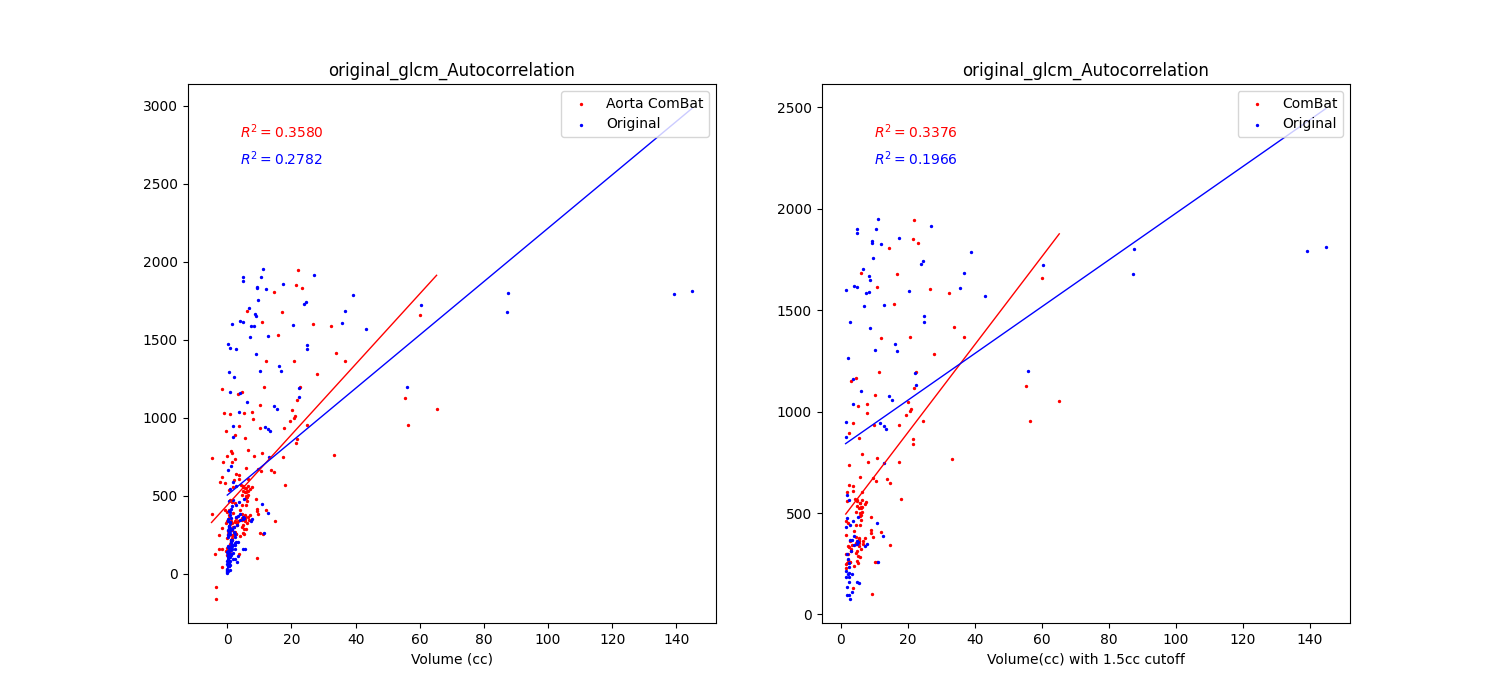 original_glcm_Autocorrelation
3000
2500
2000
1500
1000
500
0
R² = 0.3580
R² = 0.2782
Aorta ComBat
Original
0 20 40 60 80 100 120 140
Volume (cc)
original_glcm_Autocorrelation
2500
2000
1500
1000
500
0
R² = 0.3376
R² = 0.1966
ComBat
Original
0 20 40 60 80 100 120 140
Volume(cc) with 1.5cc cutoff